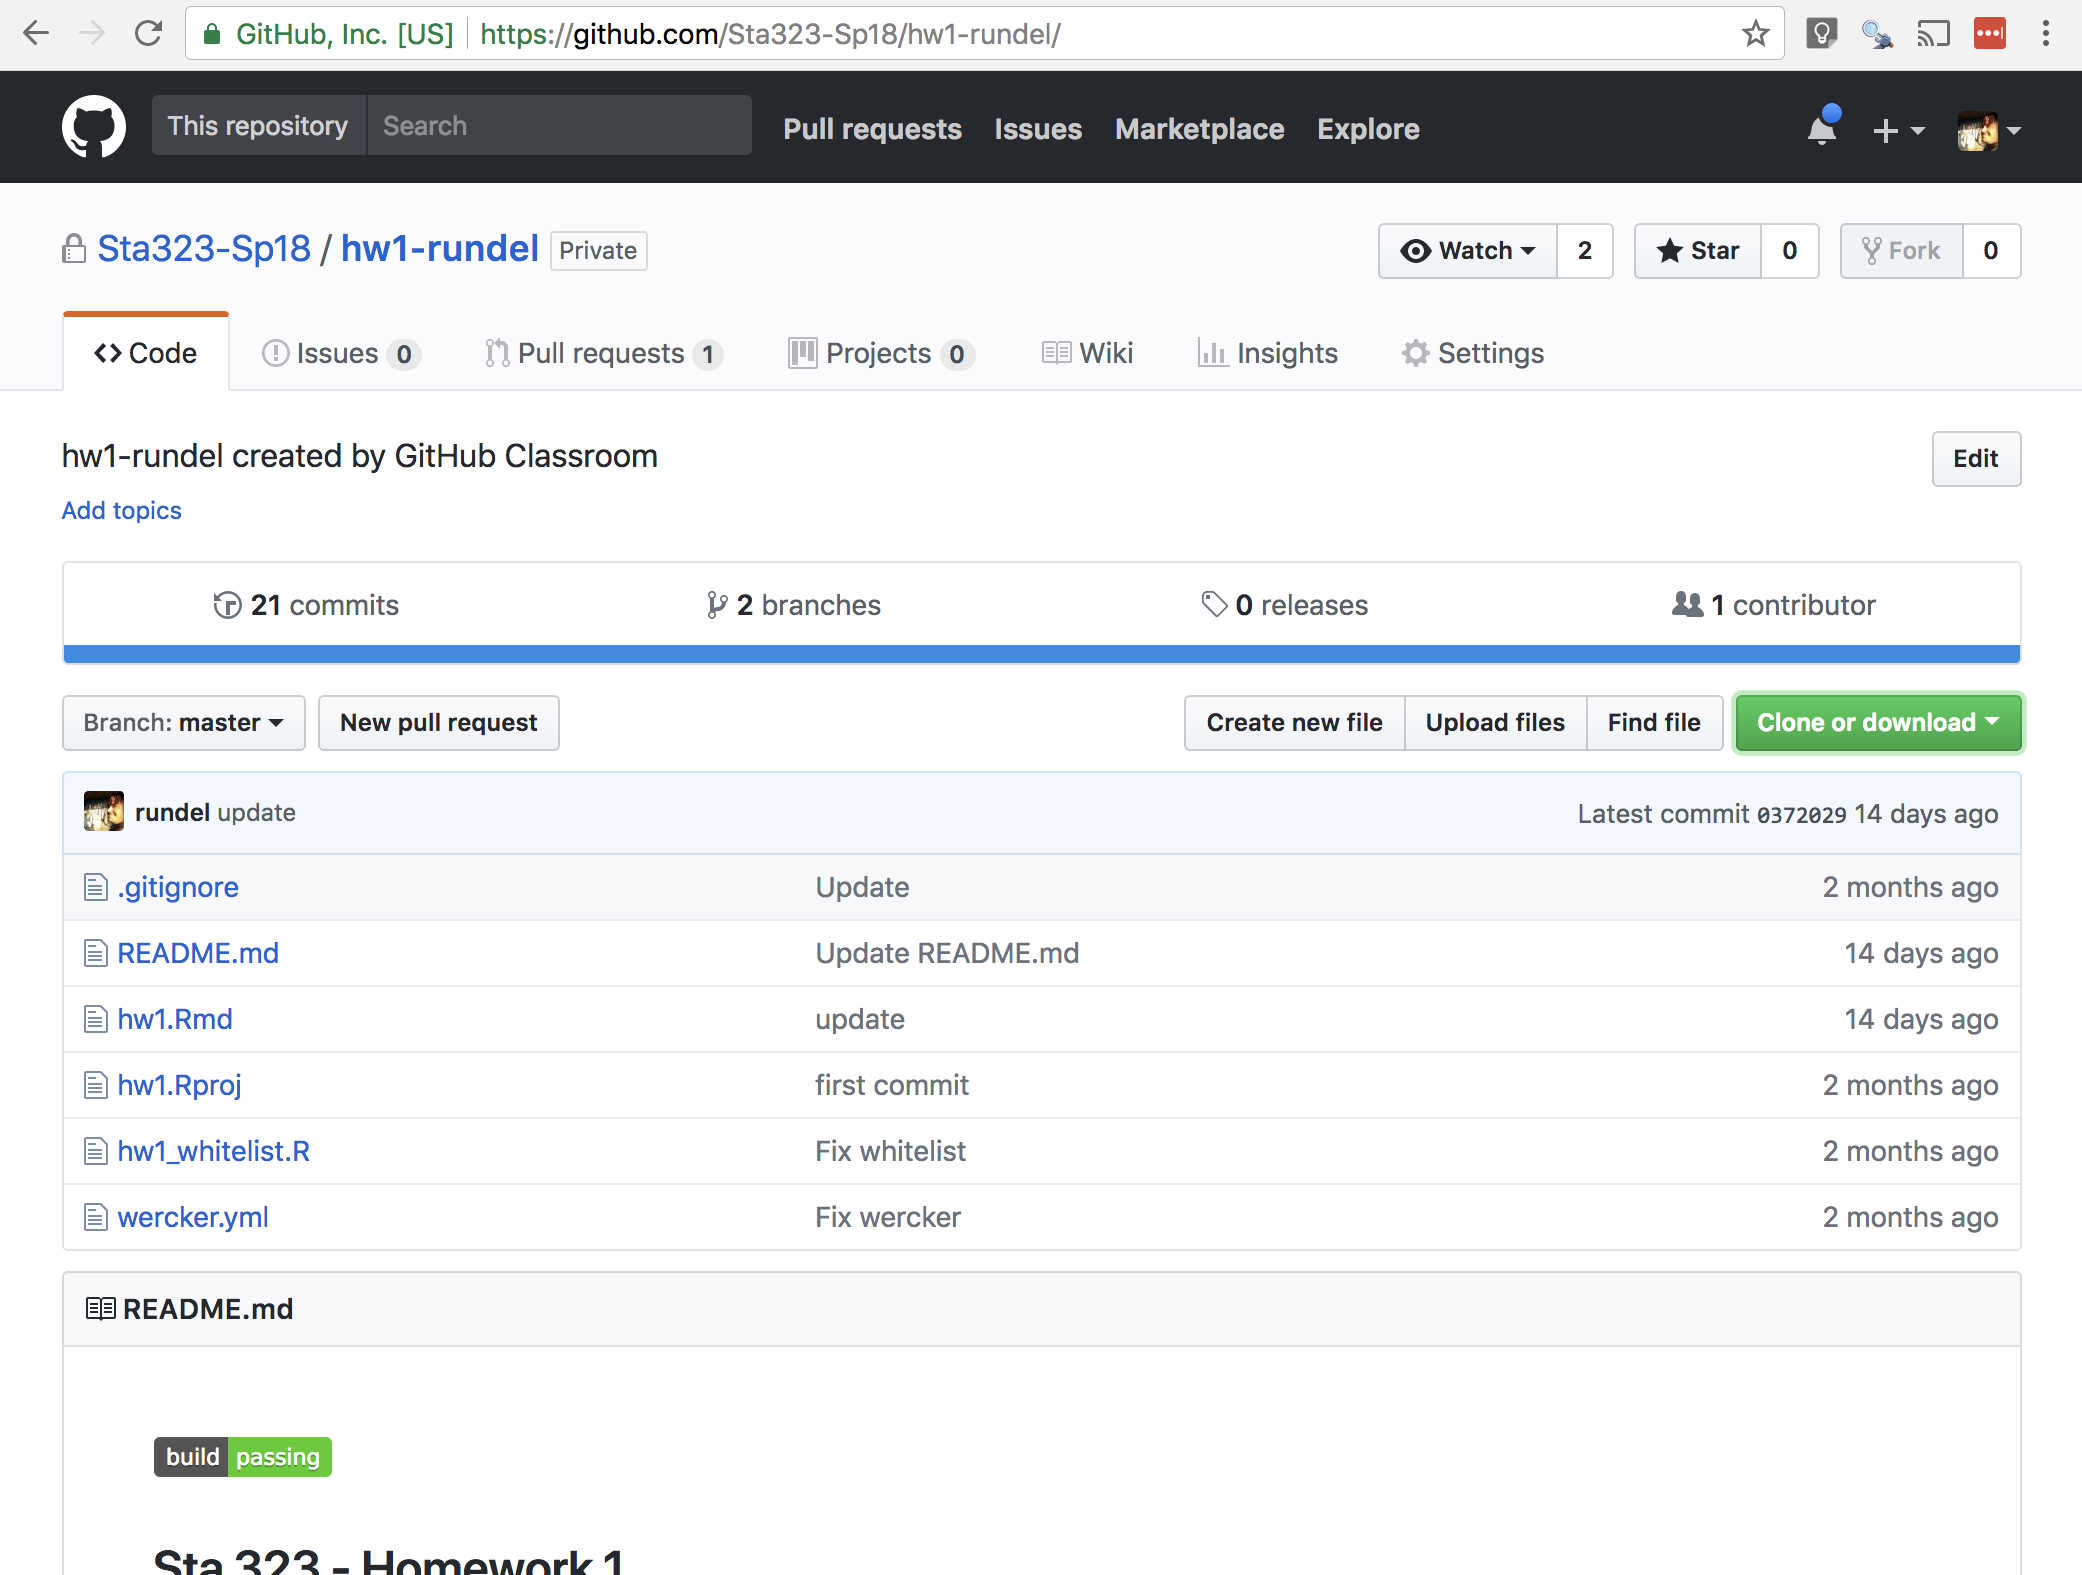 GitHub, Inc. [US] https://github.com/Sta323-Sp18/hw1-rundel/
This repository Search Pull requests Issues Marketplace Explore
Sta323-Sp18 / hw1-rundel Private Watch 2 Star 0 Fork 0
Code Issues 0 Pull requests 1 Projects 0 Wiki Insights Settings
hw1-rundel created by GitHub Classroom Edit
Add topics
21 commits 2 branches 0 releases 1 contributor
Branch: master New pull request Create new file Upload files Find file Clone or download
rundel update Latest commit 0372029 14 days ago
.gitignore Update 2 months ago
README.md Update README.md 14 days ago
hw1.Rmd update 14 days ago
hw1.Rproj first commit 2 months ago
hw1_whitelist.R Fix whitelist 2 months ago
wercker.yml Fix wercker 2 months ago
README.md
build passing
Sta 323 - Homework 1